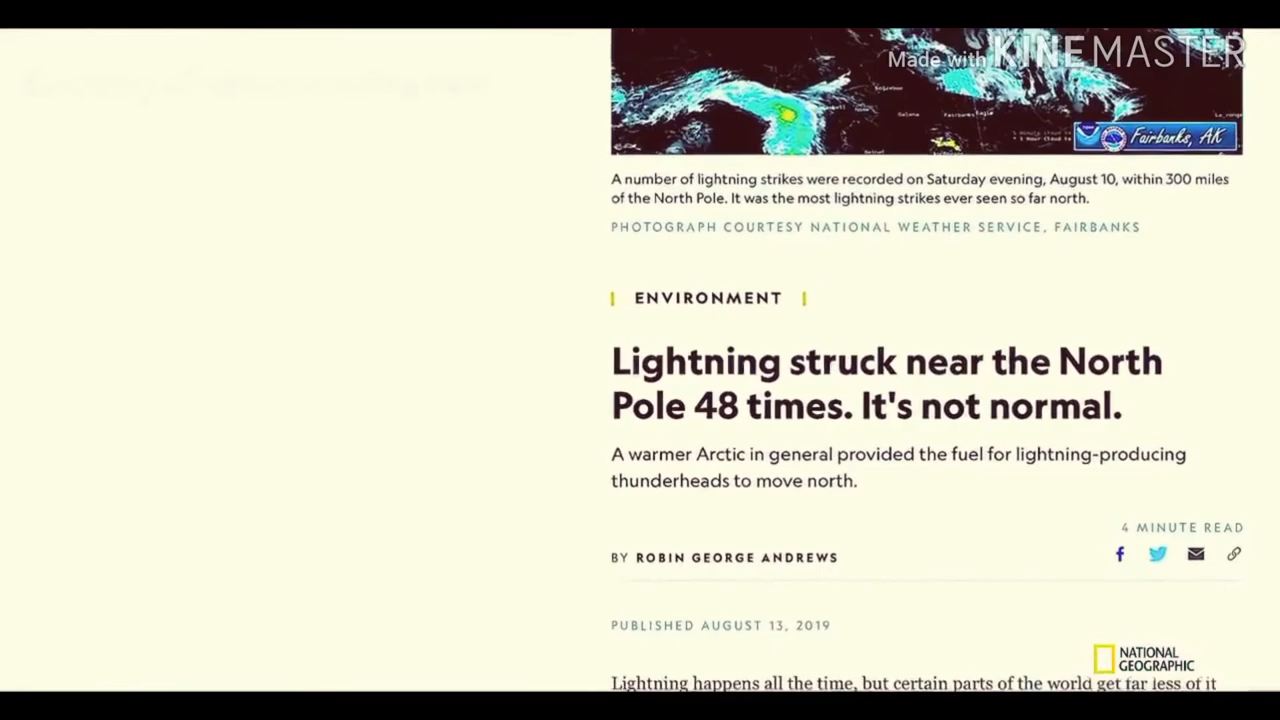 Made with KINEMASTER
Fairbanks, AK
A number of lightning strikes were recorded on Saturday evening, August 10, within 300 miles
of the North Pole. It was the most lightning strikes ever seen so far north.
PHOTOGRAPH COURTESY NATIONAL WEATHER SERVICE, FAIRBANKS
ENVIRONMENT
Lightning struck near the North
Pole 48 times. It's not normal.
A warmer Arctic in general provided the fuel for lightning-producing
thunderheads to move north.
4 MINUTE READ
BY ROBIN GEORGE ANDREWS
PUBLISHED AUGUST 13, 2019
NATIONAL
GEOGRAPHIC
Lightning happens all the time, but certain parts of the world get far less of it